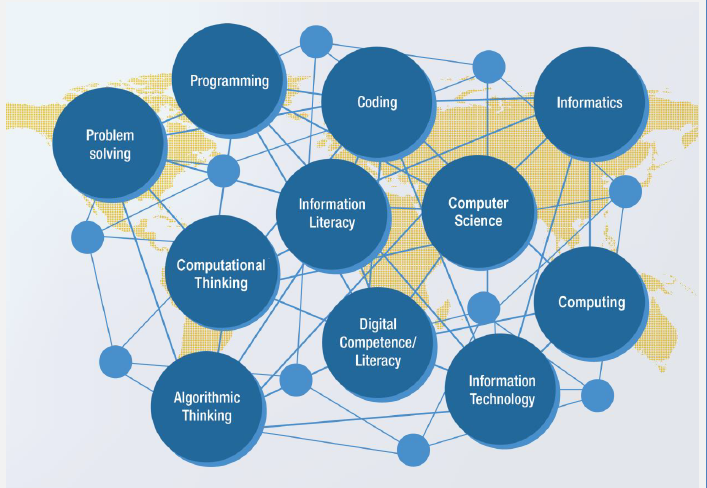 Programming
Coding
Informatics
Problem
solving
Information
Literacy
Computer
Science
Computational
Thinking
Computing
Digital
Competence/
Literacy
Algorithmic
Thinking
Information
Technology